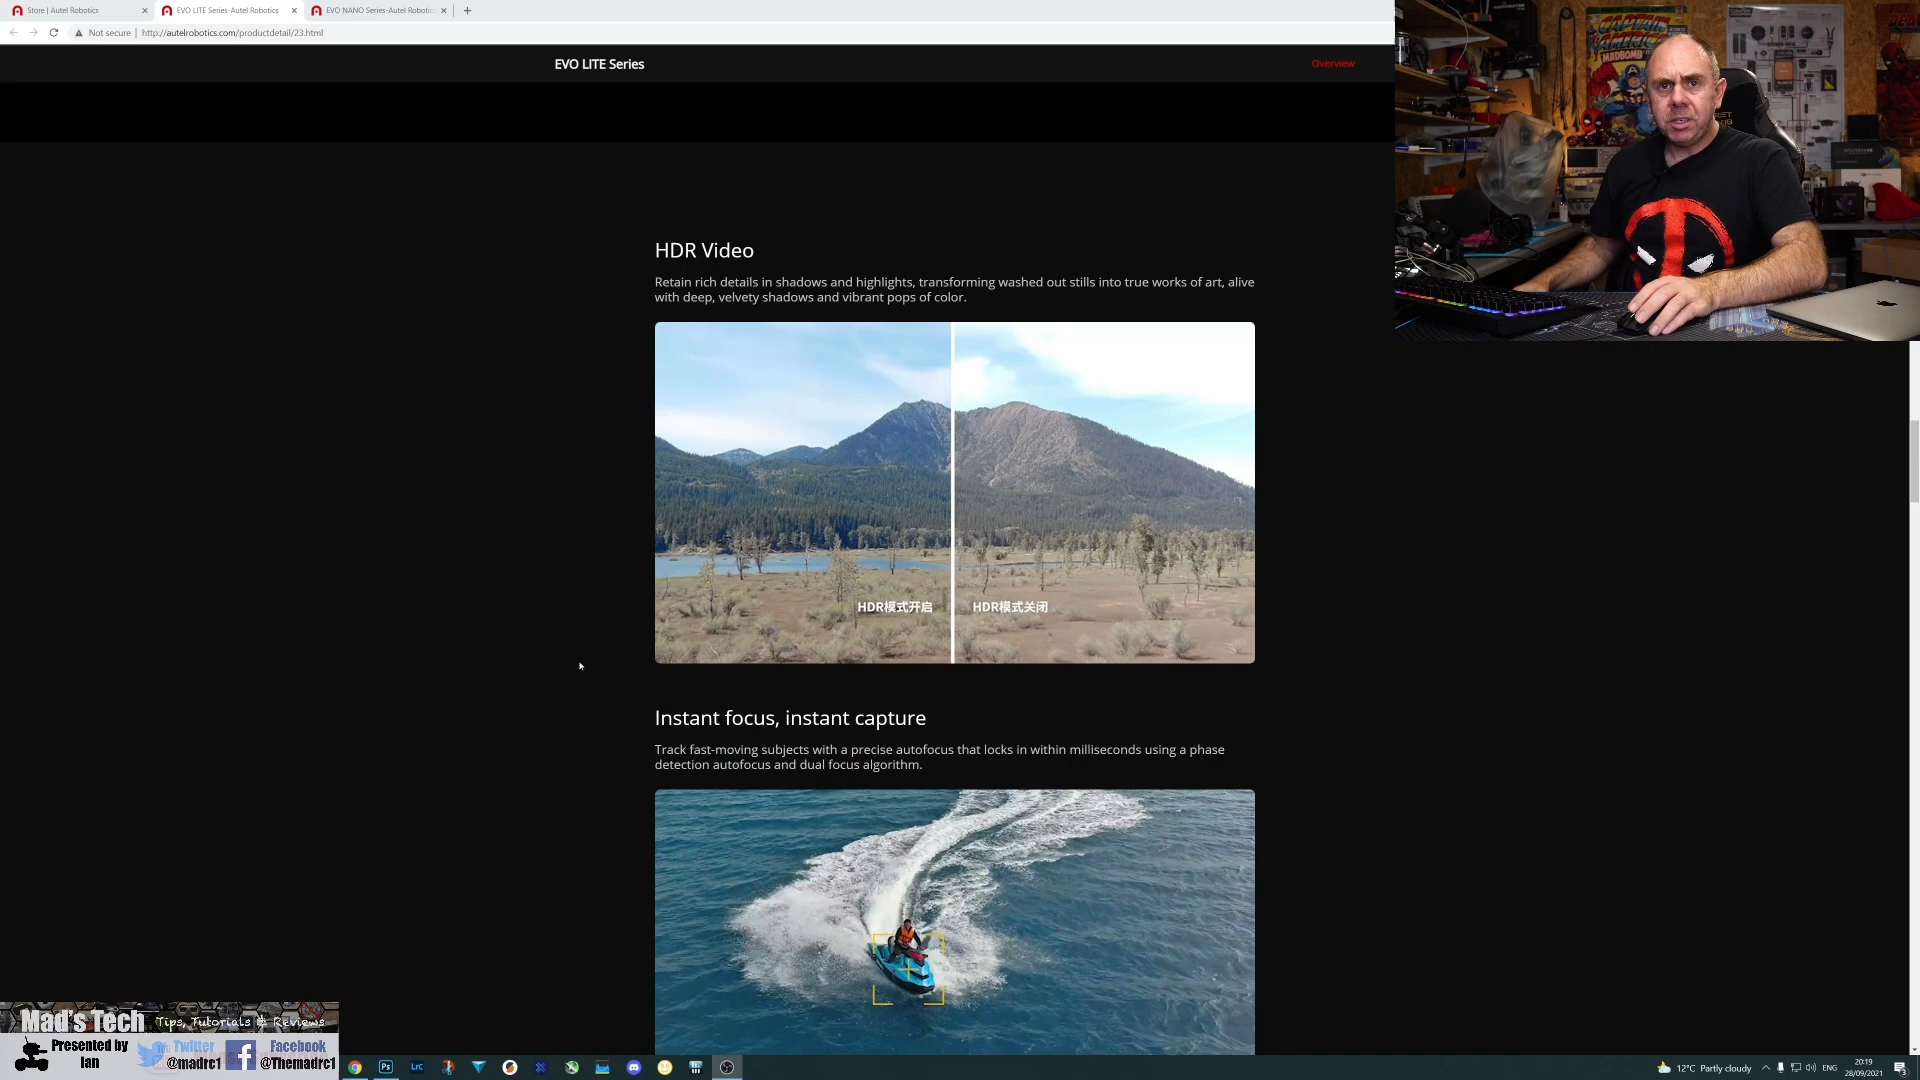 Store | Autel Robotics
EVO LITE Series-Autel Robotics
EVO NANO Series-Autel Robotic
Not secure | http://autelrobotics.com/productdetail/23.html
EVO LITE Series
Overview
CAPTAIN
AMERICA
MADBOMB
HDR Video
Retain rich details in shadows and highlights, transforming washed out stills into true works of art, alive
with deep, velvety shadows and vibrant pops of color.
HDR模式开启
HDR模式关闭
Instant focus, instant capture
Track fast-moving subjects with a precise autofocus that locks in within milliseconds using a phase
detection autofocus and dual focus algorithm.
Mad's Tech
Tips, Tutorials & Reviews
Presented by
Ian
Twitter
@madrc1
Facebook
@Themadrc1
Ps
Lrc
12°C Partly cloudy
ENG
20:19
28/09/2021